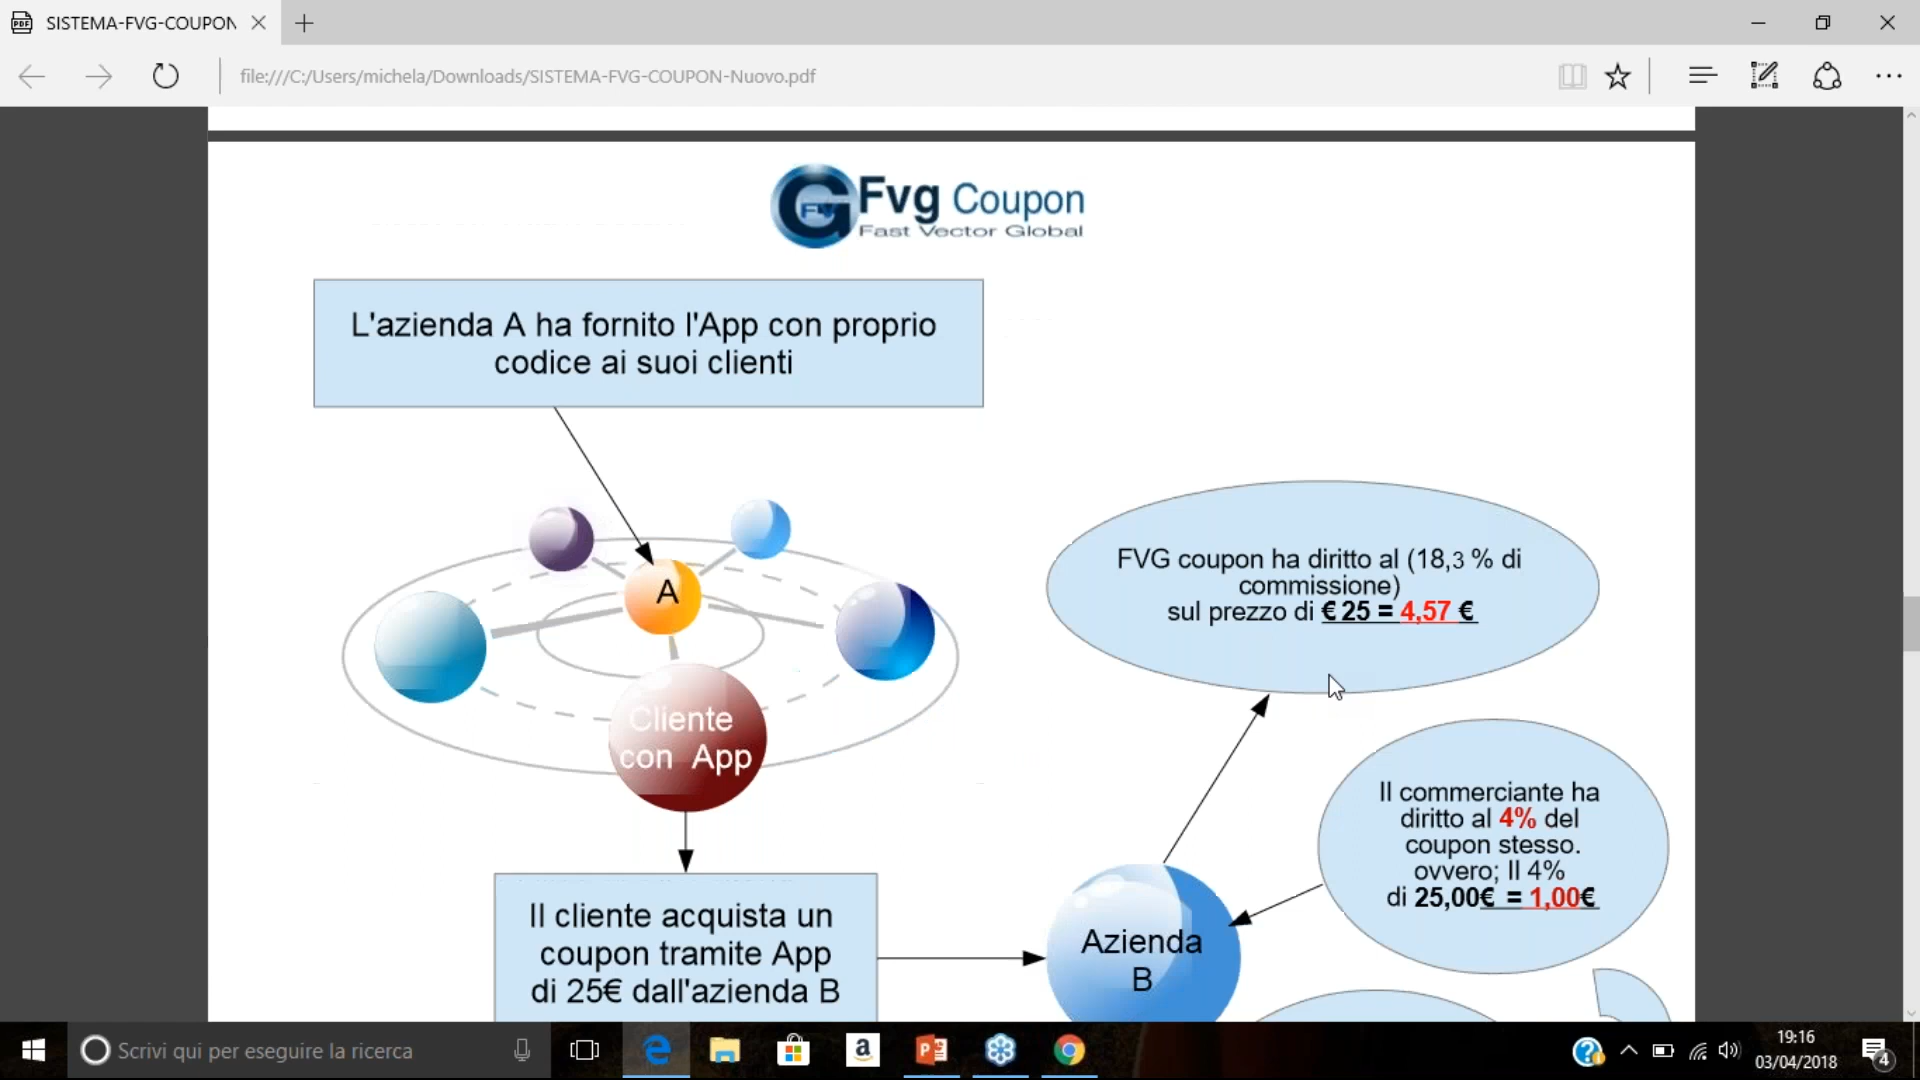 SISTEMA-FVG-COUPON
file:///C:/Users/michela/Downloads/SISTEMA-FVG-COUPON-Nuovo.pdf
Fvg Coupon
Fast Vector Global
L'azienda A ha fornito l'App con proprio
codice ai suoi clienti
A
Cliente
con App
FVG coupon ha diritto al (18,3 % di
commissione)
sul prezzo di € 25 = 4,57 €
Il commerciante ha
diritto al 4% del
coupon stesso.
ovvero; Il 4%
di 25,00€ = 1,00€
Il cliente acquista un
coupon tramite App
di 25€ dall'azienda B
Azienda
B
Scrivi qui per eseguire la ricerca
19:16
03/04/2018
4